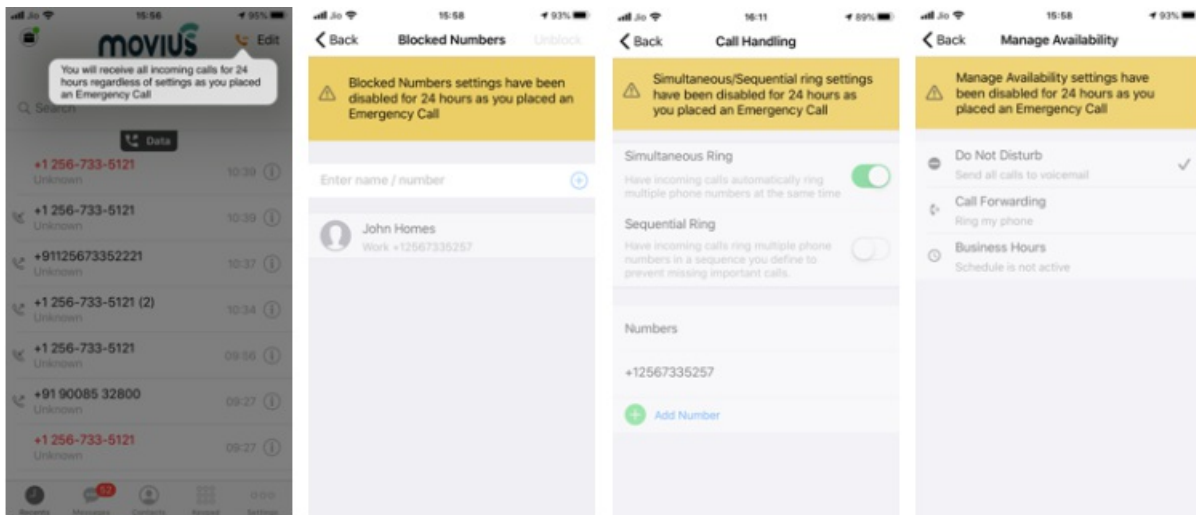 Jio 15:56 95%
movius
Edit
You will receive all incoming calls for 24
hours regardless of settings as you placed
an Emergency Call
Search
Data
+1 256-733-5121
Unknown
10:39
+1 256-733-5121
Unknown
10:39
+91125673352221
Unknown
10:37
+1 256-733-5121 (2)
Unknown
10:34
+1 256-733-5121
Unknown
09:56
+91 90085 32800
Unknown
09:27
+1 256-733-5121
Unknown
09:27
52
Recents Messages Contacts Keypad Settings
Jio 15:58 93%
Back Blocked Numbers Unblock
Blocked Numbers settings have been
disabled for 24 hours as you placed an
Emergency Call
Enter name / number
John Homes
Work +12567335257
Jio 16:11 89%
Back Call Handling
Simultaneous/Sequential ring settings
have been disabled for 24 hours as
you placed an Emergency Call
Simultaneous Ring
Have incoming calls automatically ring
multiple phone numbers at the same time
Sequential Ring
Have incoming calls ring multiple phone
numbers in a sequence you define to
prevent missing important calls.
Numbers
+12567335257
Add Number
Jio 15:58 93%
Back Manage Availability
Manage Availability settings have
been disabled for 24 hours as you
placed an Emergency Call
Do Not Disturb
Send all calls to voicemail
Call Forwarding
Ring my phone
Business Hours
Schedule is not active